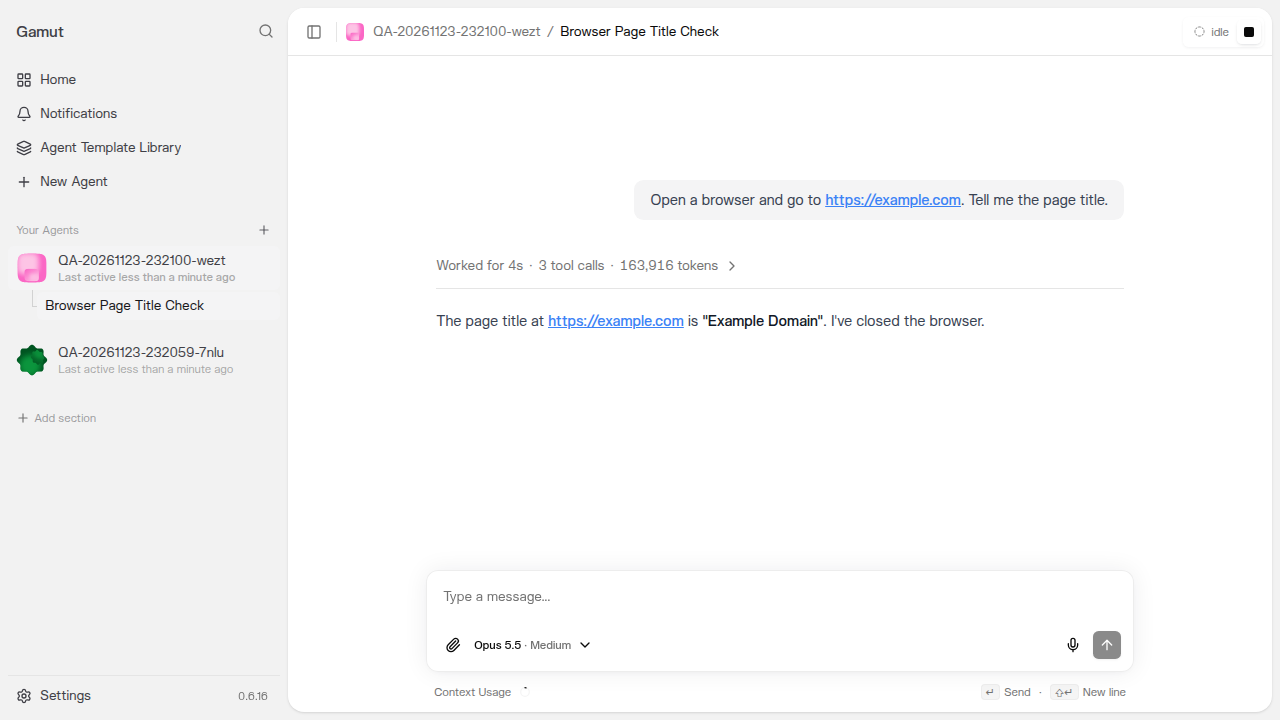 Gamut
Home
Notifications
Agent Template Library
New Agent
Your Agents
QA-20261123-232100-wezt
Last active less than a minute ago
Browser Page Title Check
QA-20261123-232059-7nlu
Last active less than a minute ago
Add section
Settings
0.6.16
QA-20261123-232100-wezt / Browser Page Title Check
idle
Open a browser and go to https://example.com. Tell me the page title.
Worked for 4s · 3 tool calls · 163,916 tokens
The page title at https://example.com is "Example Domain". I've closed the browser.
Type a message...
Opus 5.5 · Medium
Context Usage
Send · New line